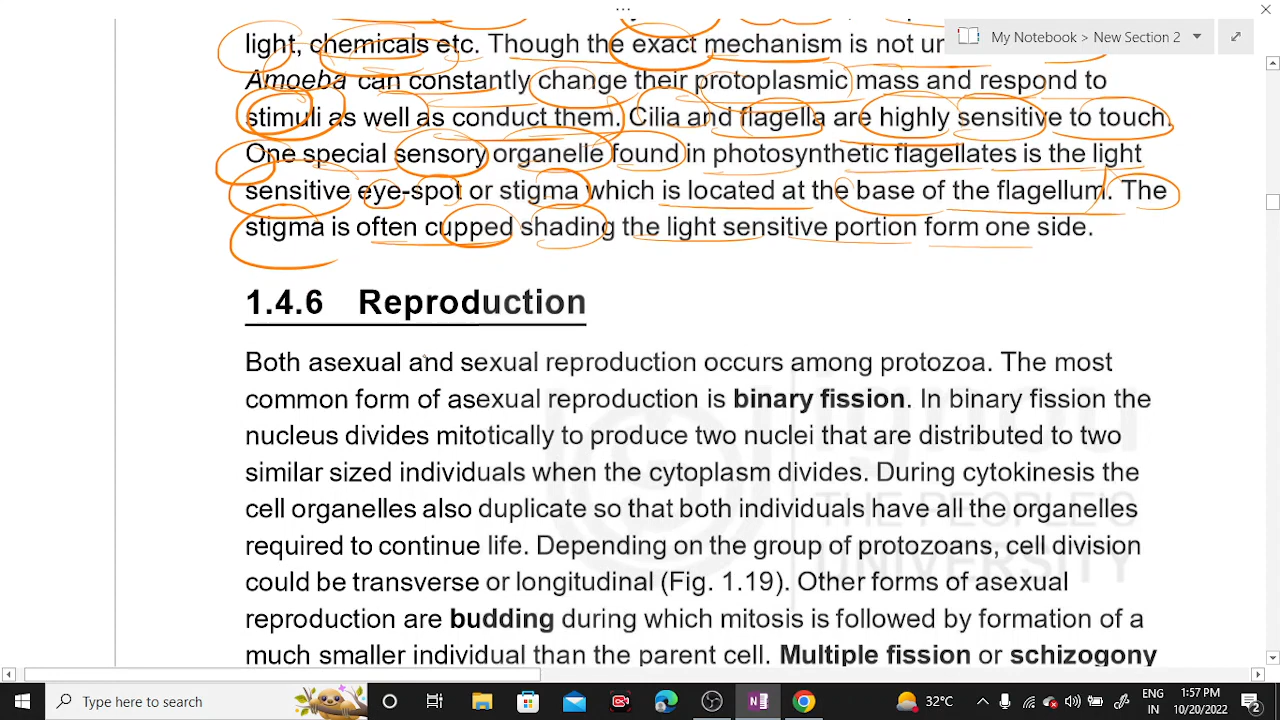 ...
My Notebook > New Section 2
light, chemicals etc. Though the exact mechanism is not
Amoeba can constantly change their protoplasmic mass and respond to
stimuli as well as conduct them. Cilia and flagella are highly sensitive to touch.
One special sensory organelle found in photosynthetic flagellates is the light
sensitive eye-spot or stigma which is located at the base of the flagellum. The
stigma is often cupped shading the light sensitive portion form one side.
1.4.6 Reproduction
Both asexual and sexual reproduction occurs among protozoa. The most
common form of asexual reproduction is binary fission. In binary fission the
nucleus divides mitotically to produce two nuclei that are distributed to two
similar sized individuals when the cytoplasm divides. During cytokinesis the
cell organelles also duplicate so that both individuals have all the organelles
required to continue life. Depending on the group of protozoans, cell division
could be transverse or longitudinal (Fig. 1.19). Other forms of asexual
reproduction are budding during which mitosis is followed by formation of a
much smaller individual than the parent cell. Multiple fission or schizogony
ignou
THE PEOPLE'S
UNIVERSITY
Type here to search
32°C
ENG
IN
1:57 PM
10/20/2022
2